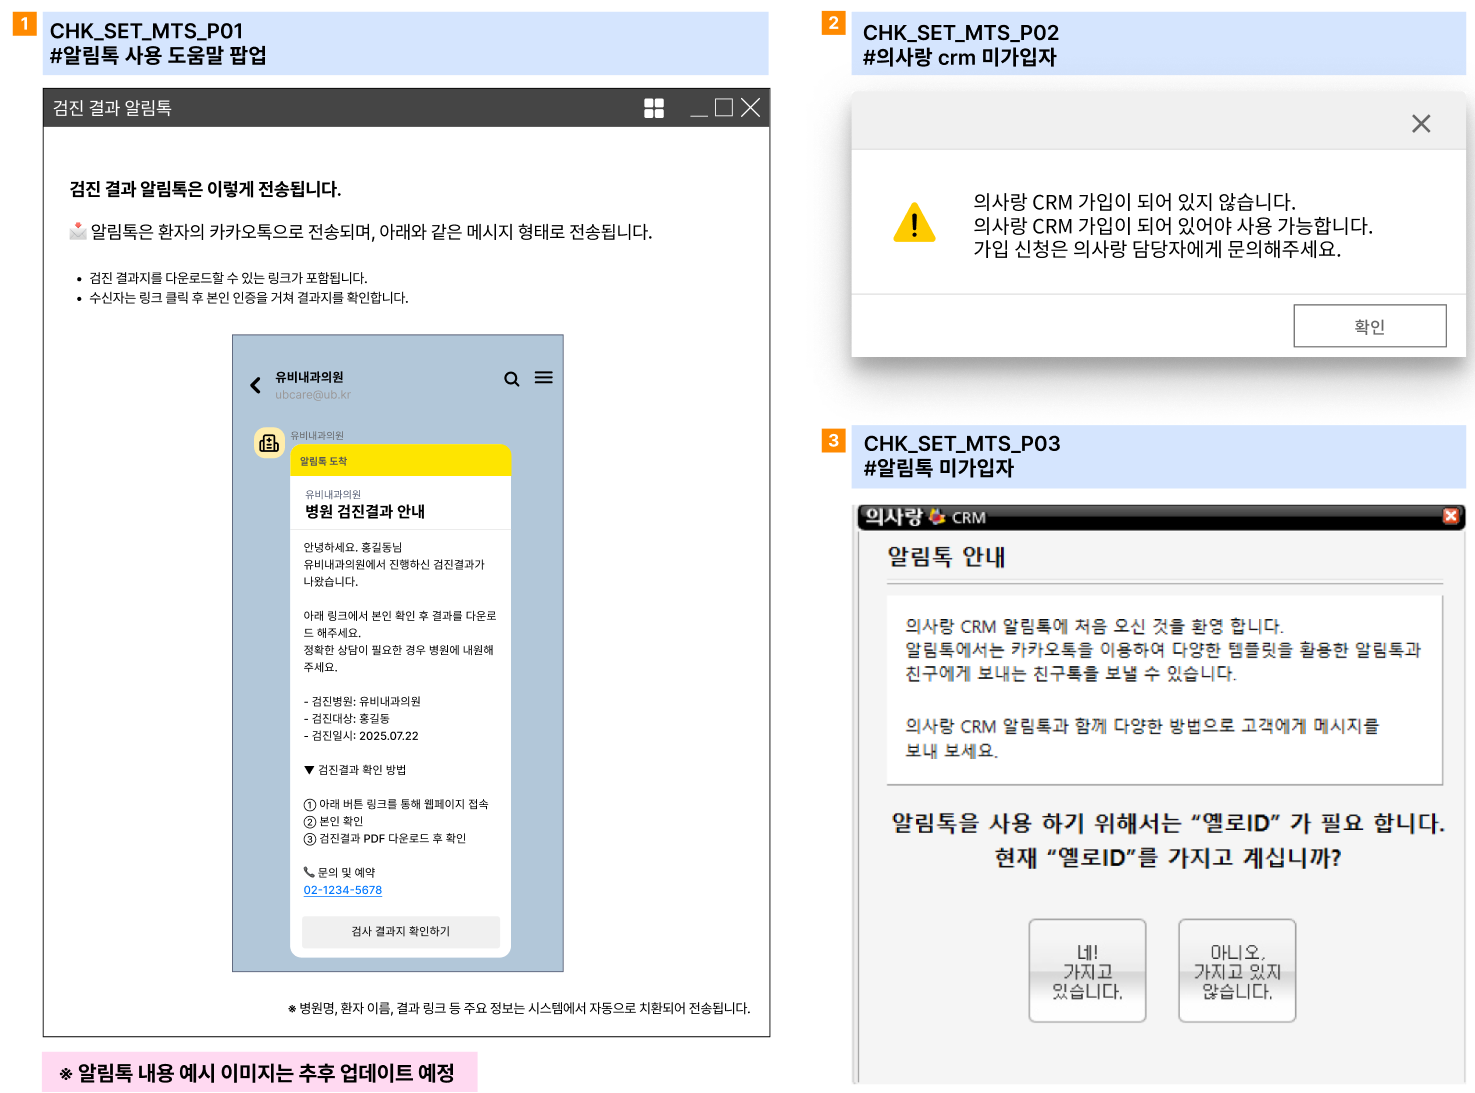 1
CHK_SET_MTS_P01
#알림톡 사용 도움말 팝업
검진 결과 알림톡
검진 결과 알림톡은 이렇게 전송됩니다.
알림톡은 환자의 카카오톡으로 전송되며, 아래와 같은 메시지 형태로 전송됩니다.
• 검진 결과지를 다운로드할 수 있는 링크가 포함됩니다.
• 수신자는 링크 클릭 후 본인 인증을 거쳐 결과지를 확인합니다.
유비내과의원
ubcare@ub.kr
유비내과의원
알림톡 도착
유비내과의원
병원 검진결과 안내
안녕하세요. 홍길동님
유비내과의원에서 진행하신 검진결과가
나왔습니다.
아래 링크에서 본인 확인 후 결과를 다운로
드 해주세요.
정확한 상담이 필요한 경우 병원에 내원해
주세요.
- 검진병원: 유비내과의원
- 검진대상: 홍길동
- 검진일시: 2025.07.22
▼ 검진결과 확인 방법
① 아래 버튼 링크를 통해 웹페이지 접속
② 본인 확인
③ 검진결과 PDF 다운로드 후 확인
📞 문의 및 예약
02-1234-5678
검사 결과지 확인하기
※ 병원명, 환자 이름, 결과 링크 등 주요 정보는 시스템에서 자동으로 치환되어 전송됩니다.
※ 알림톡 내용 예시 이미지는 추후 업데이트 예정
2
CHK_SET_MTS_P02
#의사랑 crm 미가입자
의사랑 CRM 가입이 되어 있지 않습니다.
의사랑 CRM 가입이 되어 있어야 사용 가능합니다.
가입 신청은 의사랑 담당자에게 문의해주세요.
확인
3
CHK_SET_MTS_P03
#알림톡 미가입자
의사랑 CRM
알림톡 안내
의사랑 CRM 알림톡에 처음 오신 것을 환영 합니다.
알림톡에서는 카카오톡을 이용하여 다양한 템플릿을 활용한 알림톡과
친구에게 보내는 친구톡을 보낼 수 있습니다.
의사랑 CRM 알림톡과 함께 다양한 방법으로 고객에게 메시지를
보내 보세요.
알림톡을 사용 하기 위해서는 “옐로ID” 가 필요 합니다.
현재 “옐로ID”를 가지고 계십니까?
네!
가지고
있습니다.
아니오,
가지고 있지
않습니다.